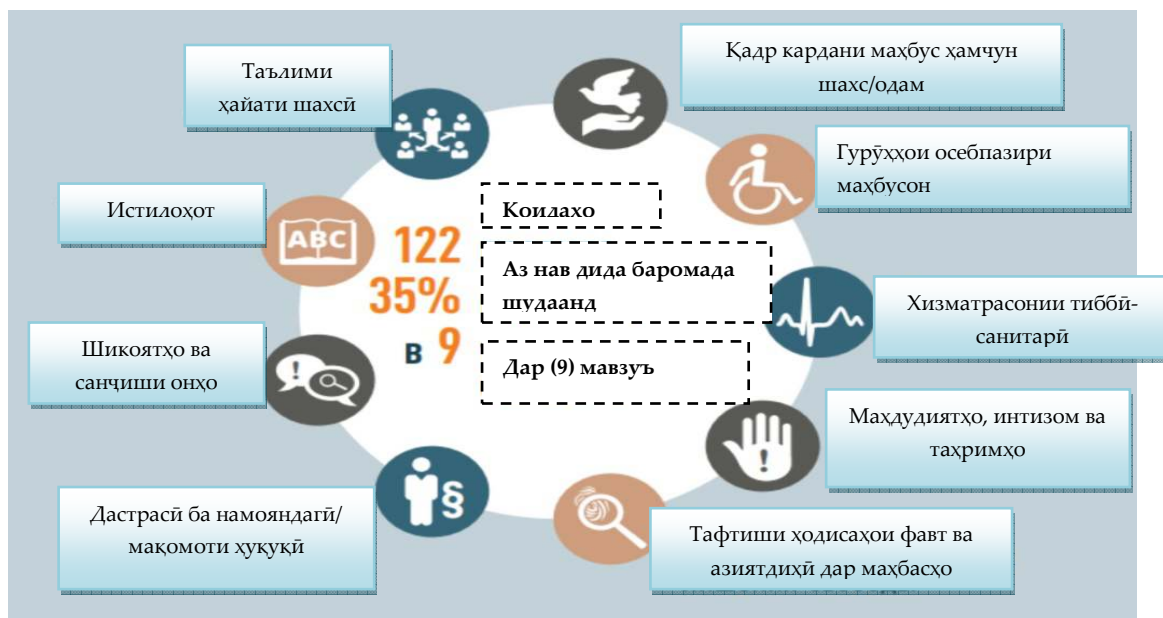 Таълими
ҳайати шахсӣ
Қадр кардани маҳбус ҳамчун
шахс/одам
Гурӯҳҳои осебпазири
маҳбусон
Истилоҳот
ABC
122
35%
в 9
Қоидаҳо
Аз нав дида баромада
шудаанд
Дар (9) мавзуъ
Хизматрасонии тиббӣ-
санитарӣ
Шикоятҳо ва
санҷиши онҳо
Маҳдудиятҳо, интизом ва
таҳримҳо
Дастрасӣ ба намояндагӣ/
мақомоти ҳуқуқӣ
§
Тафтиши ҳодисаҳои фавт ва
азиятдиҳӣ дар маҳбасҳо